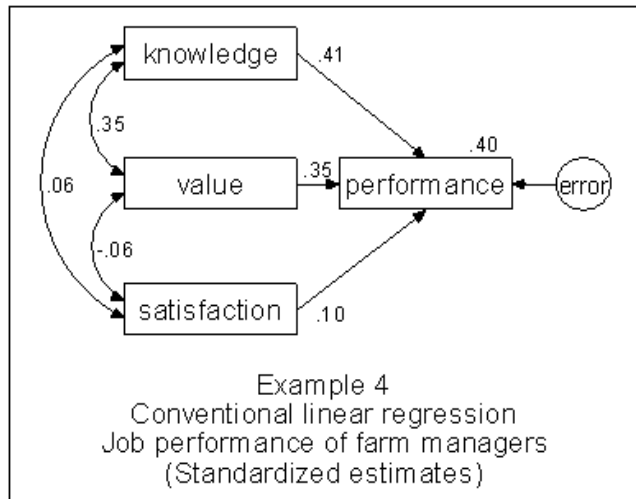 knowledge
.41
.35
.40
value
.35
performance
error
.06
-.06
satisfaction
.10
Example 4
Conventional linear regression
Job performance of farm managers
(Standardized estimates)